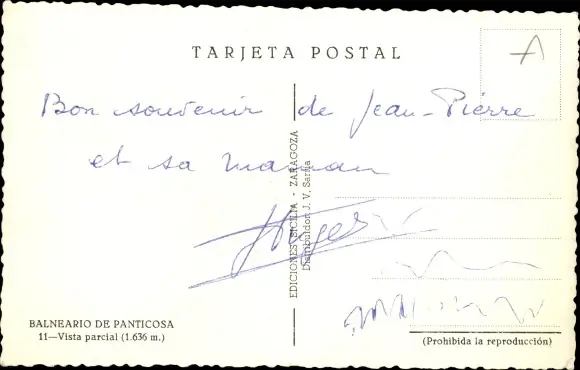 TARJETA POSTAL
A
Bon souvenir de Jean-Pierre
et sa maman
EDICIONES SICILIA - ZARAGOZA
Distribuidor: J. V. Sarria
BALNEARIO DE PANTICOSA
11—Vista parcial (1.636 m.)
(Prohibida la reproducción)